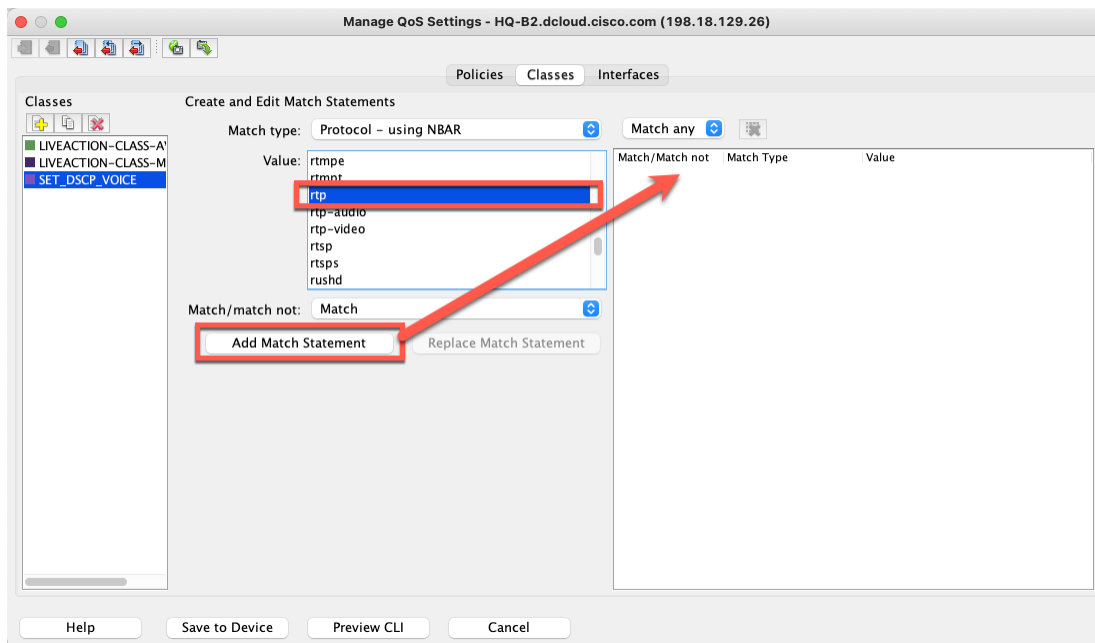 Manage QoS Settings - HQ-B2.dcloud.cisco.com (198.18.129.26)
Policies Classes Interfaces
Classes
LIVEACTION-CLASS-A
LIVEACTION-CLASS-M
SET_DSCP_VOICE
Create and Edit Match Statements
Match type: Protocol - using NBAR
Value: rtmpe
rtmpt
rtp
rtp-audio
rtp-video
rtsp
rtsps
rushd
Match/match not: Match
Add Match Statement Replace Match Statement
Match any
Match/Match not Match Type Value
Help Save to Device Preview CLI Cancel